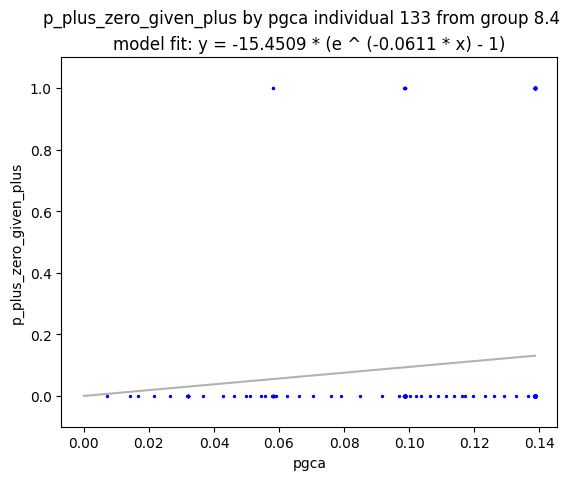 p_plus_zero_given_plus by pgca individual 133 from group 8.4
model fit: y = -15.4509 * (e ^ (-0.0611 * x) - 1)
p_plus_zero_given_plus
1.0
0.8
0.6
0.4
0.2
0.0
0.00 0.02 0.04 0.06 0.08 0.10 0.12 0.14
pgca